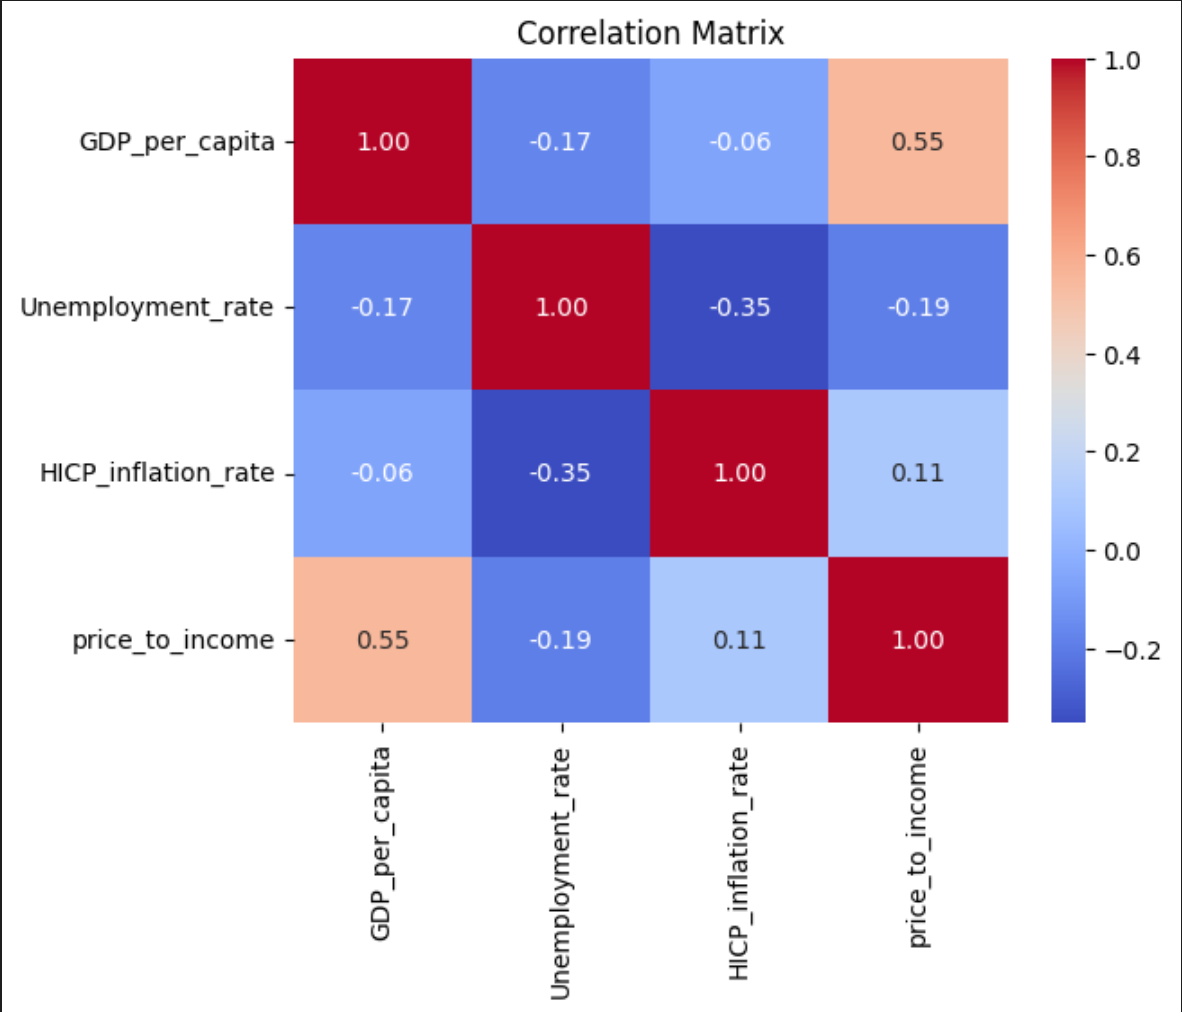 Correlation Matrix
GDP_per_capita 1.00 -0.17 -0.06 0.55
Unemployment_rate -0.17 1.00 -0.35 -0.19
HICP_inflation_rate -0.06 -0.35 1.00 0.11
price_to_income 0.55 -0.19 0.11 1.00
GDP_per_capita
Unemployment_rate
HICP_inflation_rate
price_to_income
1.0
0.8
0.6
0.4
0.2
0.0
−0.2